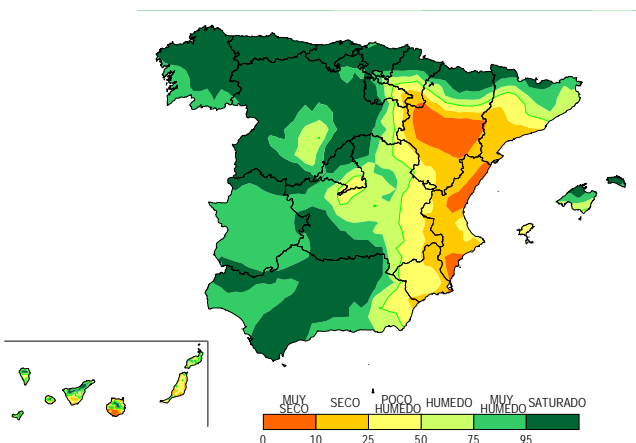 MUY SECO
SECO
POCO HUMEDO
HUMEDO
MUY HUMEDO
SATURADO
0 10 25 50 75 95